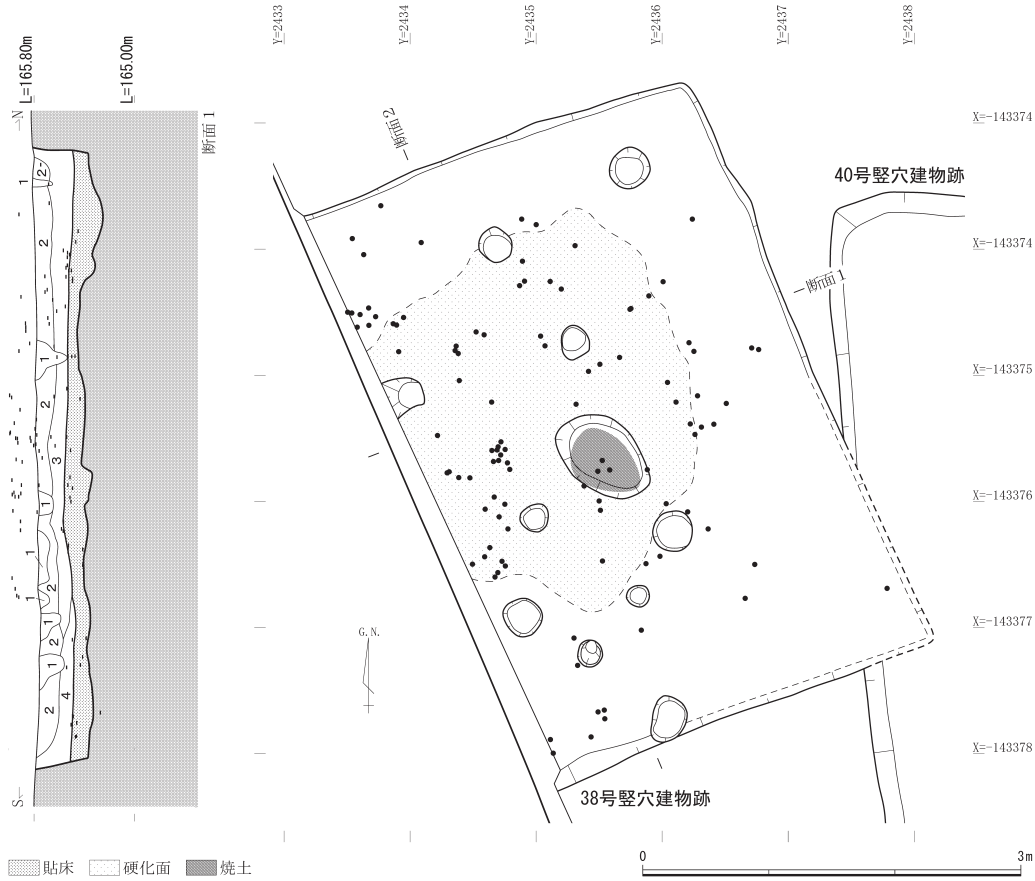 Y=2433
Y=2434
Y=2435
Y=2436
Y=2437
Y=2438
L=165.80m
L=165.00m
N
断面 1
断面 2
断面 1
X=-143374
40号竪穴建物跡
X=-143374
X=-143375
X=-143376
X=-143377
X=-143378
1
2
2
1
2
3
1
1
2
1
1
2
1
4
2
S
G.N.
38号竪穴建物跡
貼床
硬化面
焼土
0
3m